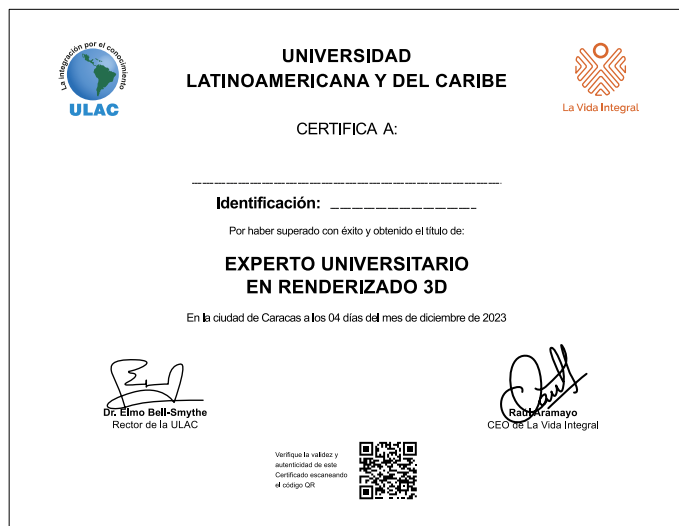 La integración por el conocimiento
ULAC
UNIVERSIDAD
LATINOAMERICANA Y DEL CARIBE
La Vida Integral
CERTIFICA A:
Identificación:
Por haber superado con éxito y obtenido el título de:
EXPERTO UNIVERSITARIO
EN RENDERIZADO 3D
En la ciudad de Caracas a los 04 días del mes de diciembre de 2023
Dr. Elmo Bell-Smythe
Rector de la ULAC
Raúl Aramayo
CEO de La Vida Integral
Verifique la validez y
autenticidad de este
Certificado escaneando
el código QR